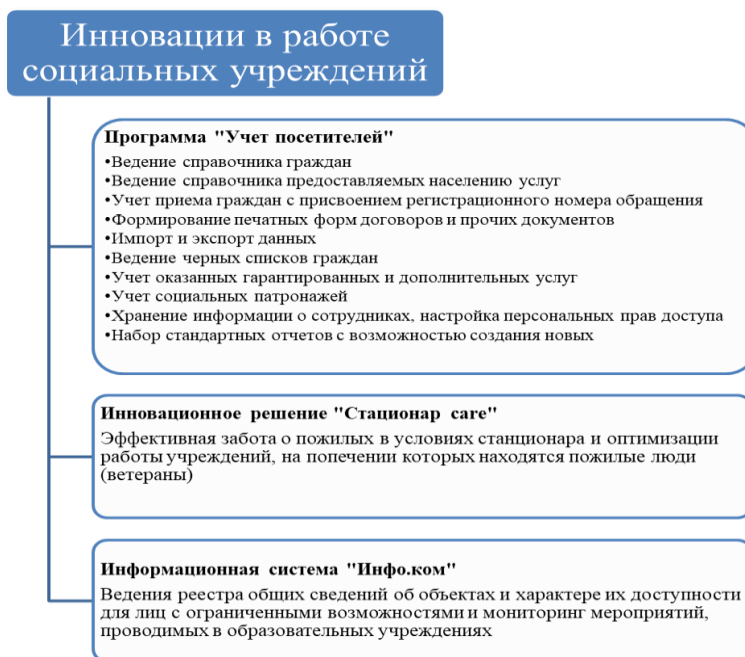 Инновации в работе
социальных учреждений
Программа "Учет посетителей"
•Ведение справочника граждан
•Ведение справочника предоставляемых населению услуг
•Учет приема граждан с присвоением регистрационного номера обращения
•Формирование печатных форм договоров и прочих документов
•Импорт и экспорт данных
•Ведение черных списков граждан
•Учет оказанных гарантированных и дополнительных услуг
•Учет социальных патронажей
•Хранение информации о сотрудниках, настройка персональных прав доступа
•Набор стандартных отчетов с возможностью создания новых
Инновационное решение "Стационар care"
Эффективная забота о пожилых в условиях станционара и оптимизации
работы учреждений, на попечении которых находятся пожилые люди
(ветераны)
Информационная система "Инфо.ком"
Ведения реестра общих сведений об объектах и характере их доступности
для лиц с ограниченными возможностями и мониторинг мероприятий,
проводимых в образовательных учреждениях